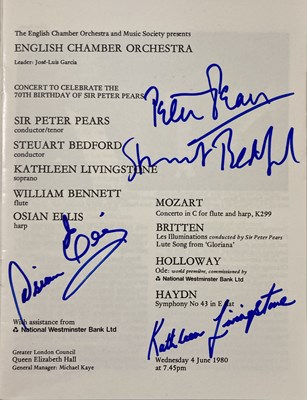 The English Chamber Orchestra and Music Society presents
ENGLISH CHAMBER ORCHESTRA
Leader: José-Luis Garcia
CONCERT TO CELEBRATE THE
70TH BIRTHDAY OF SIR PETER PEARS
SIR PETER PEARS
conductor/tenor
STEUART BEDFORD
conductor
KATHLEEN LIVINGSTONE
soprano
WILLIAM BENNETT
flute
OSIAN ELLIS
harp
Peter Pears
Steuart Bedford
Osian Ellis
MOZART
Concerto in C for flute and harp, K299
BRITTEN
Les Illuminations conducted by Sir Peter Pears
Lute Song from 'Gloriana'
HOLLOWAY
Ode: world première, commissioned by
National Westminster Bank Ltd
HAYDN
Symphony No 43 in E flat
Kathleen Livingstone
With assistance from
National Westminster Bank Ltd
Greater London Council
Queen Elizabeth Hall
General Manager: Michael Kaye
Wednesday 4 June 1980
at 7.45pm